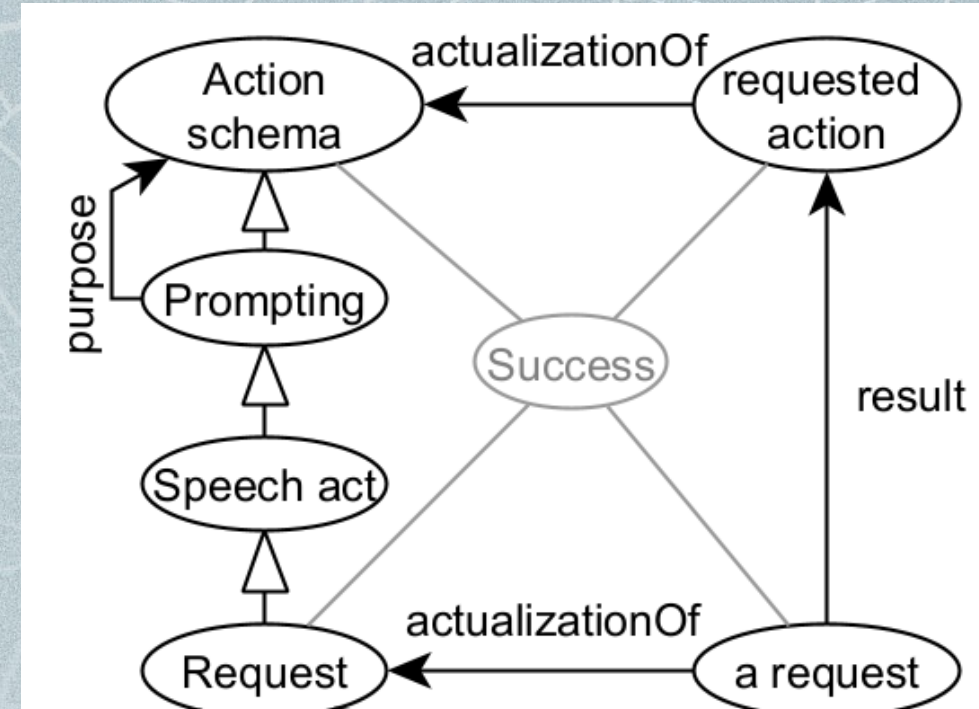 actualizationOf
Action
schema
requested
action
purpose
Prompting
Success
result
Speech act
actualizationOf
Request
a request